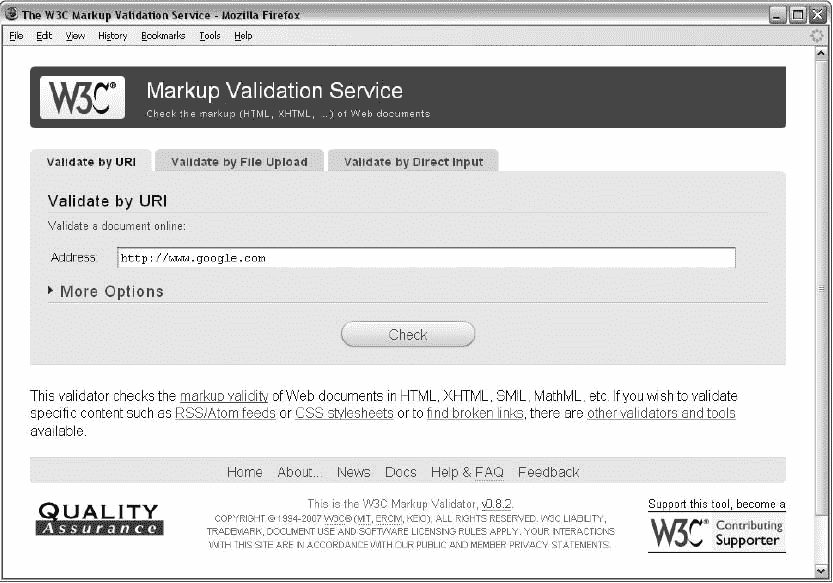 The W3C Markup Validation Service - Mozilla Firefox
File Edit View History Bookmarks Tools Help
W3C® Markup Validation Service
Check the markup (HTML, XHTML, ...) of Web documents
Validate by URI Validate by File Upload Validate by Direct Input
Validate by URI
Validate a document online:
Address: http://www.google.com
More Options
Check
This validator checks the markup validity of Web documents in HTML, XHTML, SMIL, MathML, etc. If you wish to validate
specific content such as RSS/Atom feeds or CSS stylesheets or to find broken links, there are other validators and tools
available.
Home About... News Docs Help & FAQ Feedback
QUALITY
Assurance
This is the W3C Markup Validator, v0.8.2.
COPYRIGHT © 1994-2007 W3C® (MIT, ERCIM, KEIO), ALL RIGHTS RESERVED. W3C LIABILITY,
TRADEMARK, DOCUMENT USE AND SOFTWARE LICENSING RULES APPLY. YOUR INTERACTIONS
WITH THIS SITE ARE IN ACCORDANCE WITH OUR PUBLIC AND MEMBER PRIVACY STATEMENTS.
Support this tool, become a
W3C® Contributing
Supporter